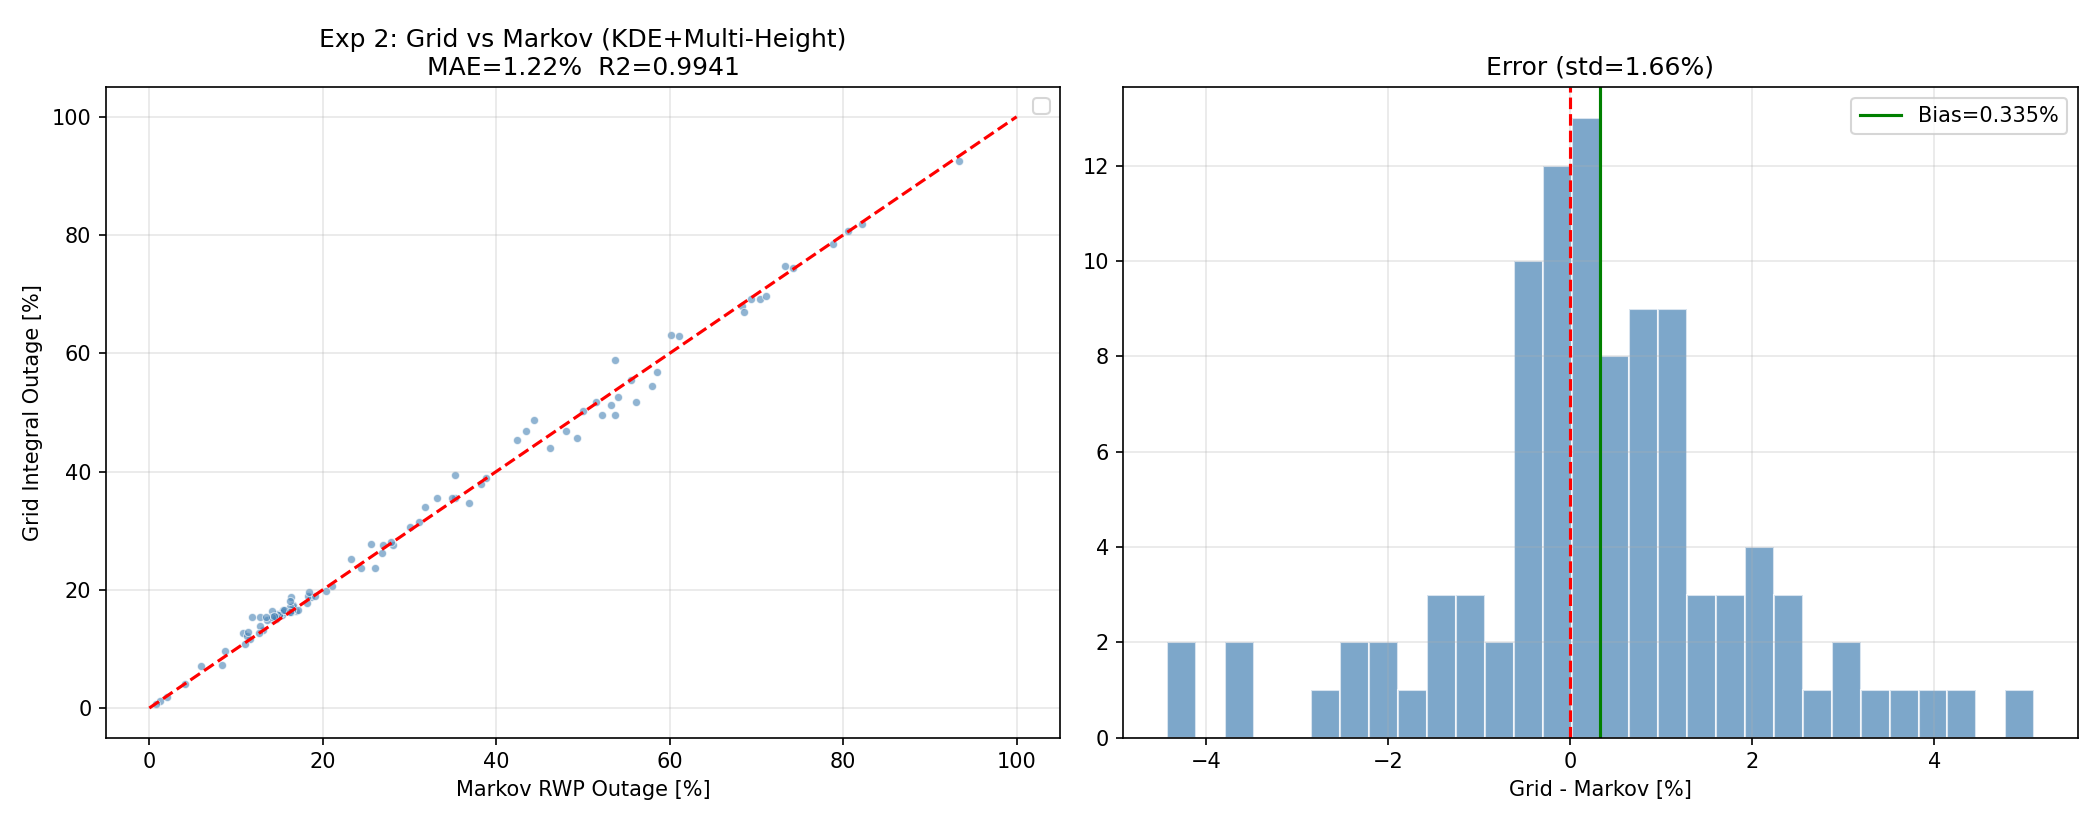 Exp 2: Grid vs Markov (KDE+Multi-Height)
MAE=1.22%  R2=0.9941
100
80
60
40
20
0
Grid Integral Outage [%]
0 20 40 60 80 100
Markov RWP Outage [%]
Error (std=1.66%)
Bias=0.335%
12
10
8
6
4
2
0
−4 −2 0 2 4
Grid - Markov [%]